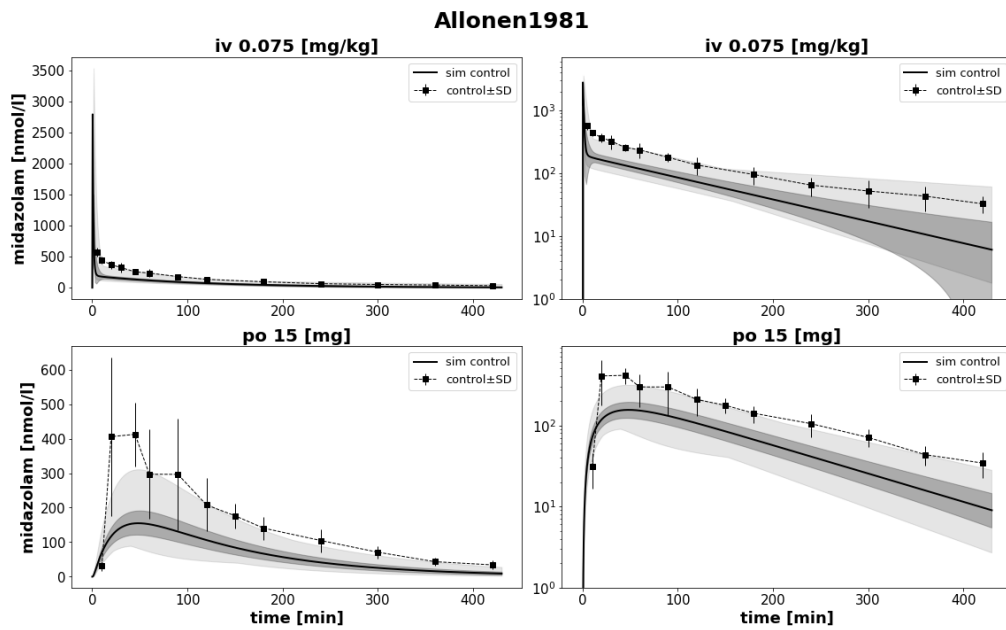 Allonen1981
iv 0.075 [mg/kg]
midazolam [nmol/l]
3500
3000
2500
2000
1500
1000
500
0
0 100 200 300 400
sim control
control±SD
iv 0.075 [mg/kg]
10³
10²
10¹
10⁰
0 100 200 300 400
sim control
control±SD
po 15 [mg]
midazolam [nmol/l]
600
500
400
300
200
100
0
0 100 200 300 400
time [min]
sim control
control±SD
po 15 [mg]
10²
10¹
10⁰
0 100 200 300 400
time [min]
sim control
control±SD